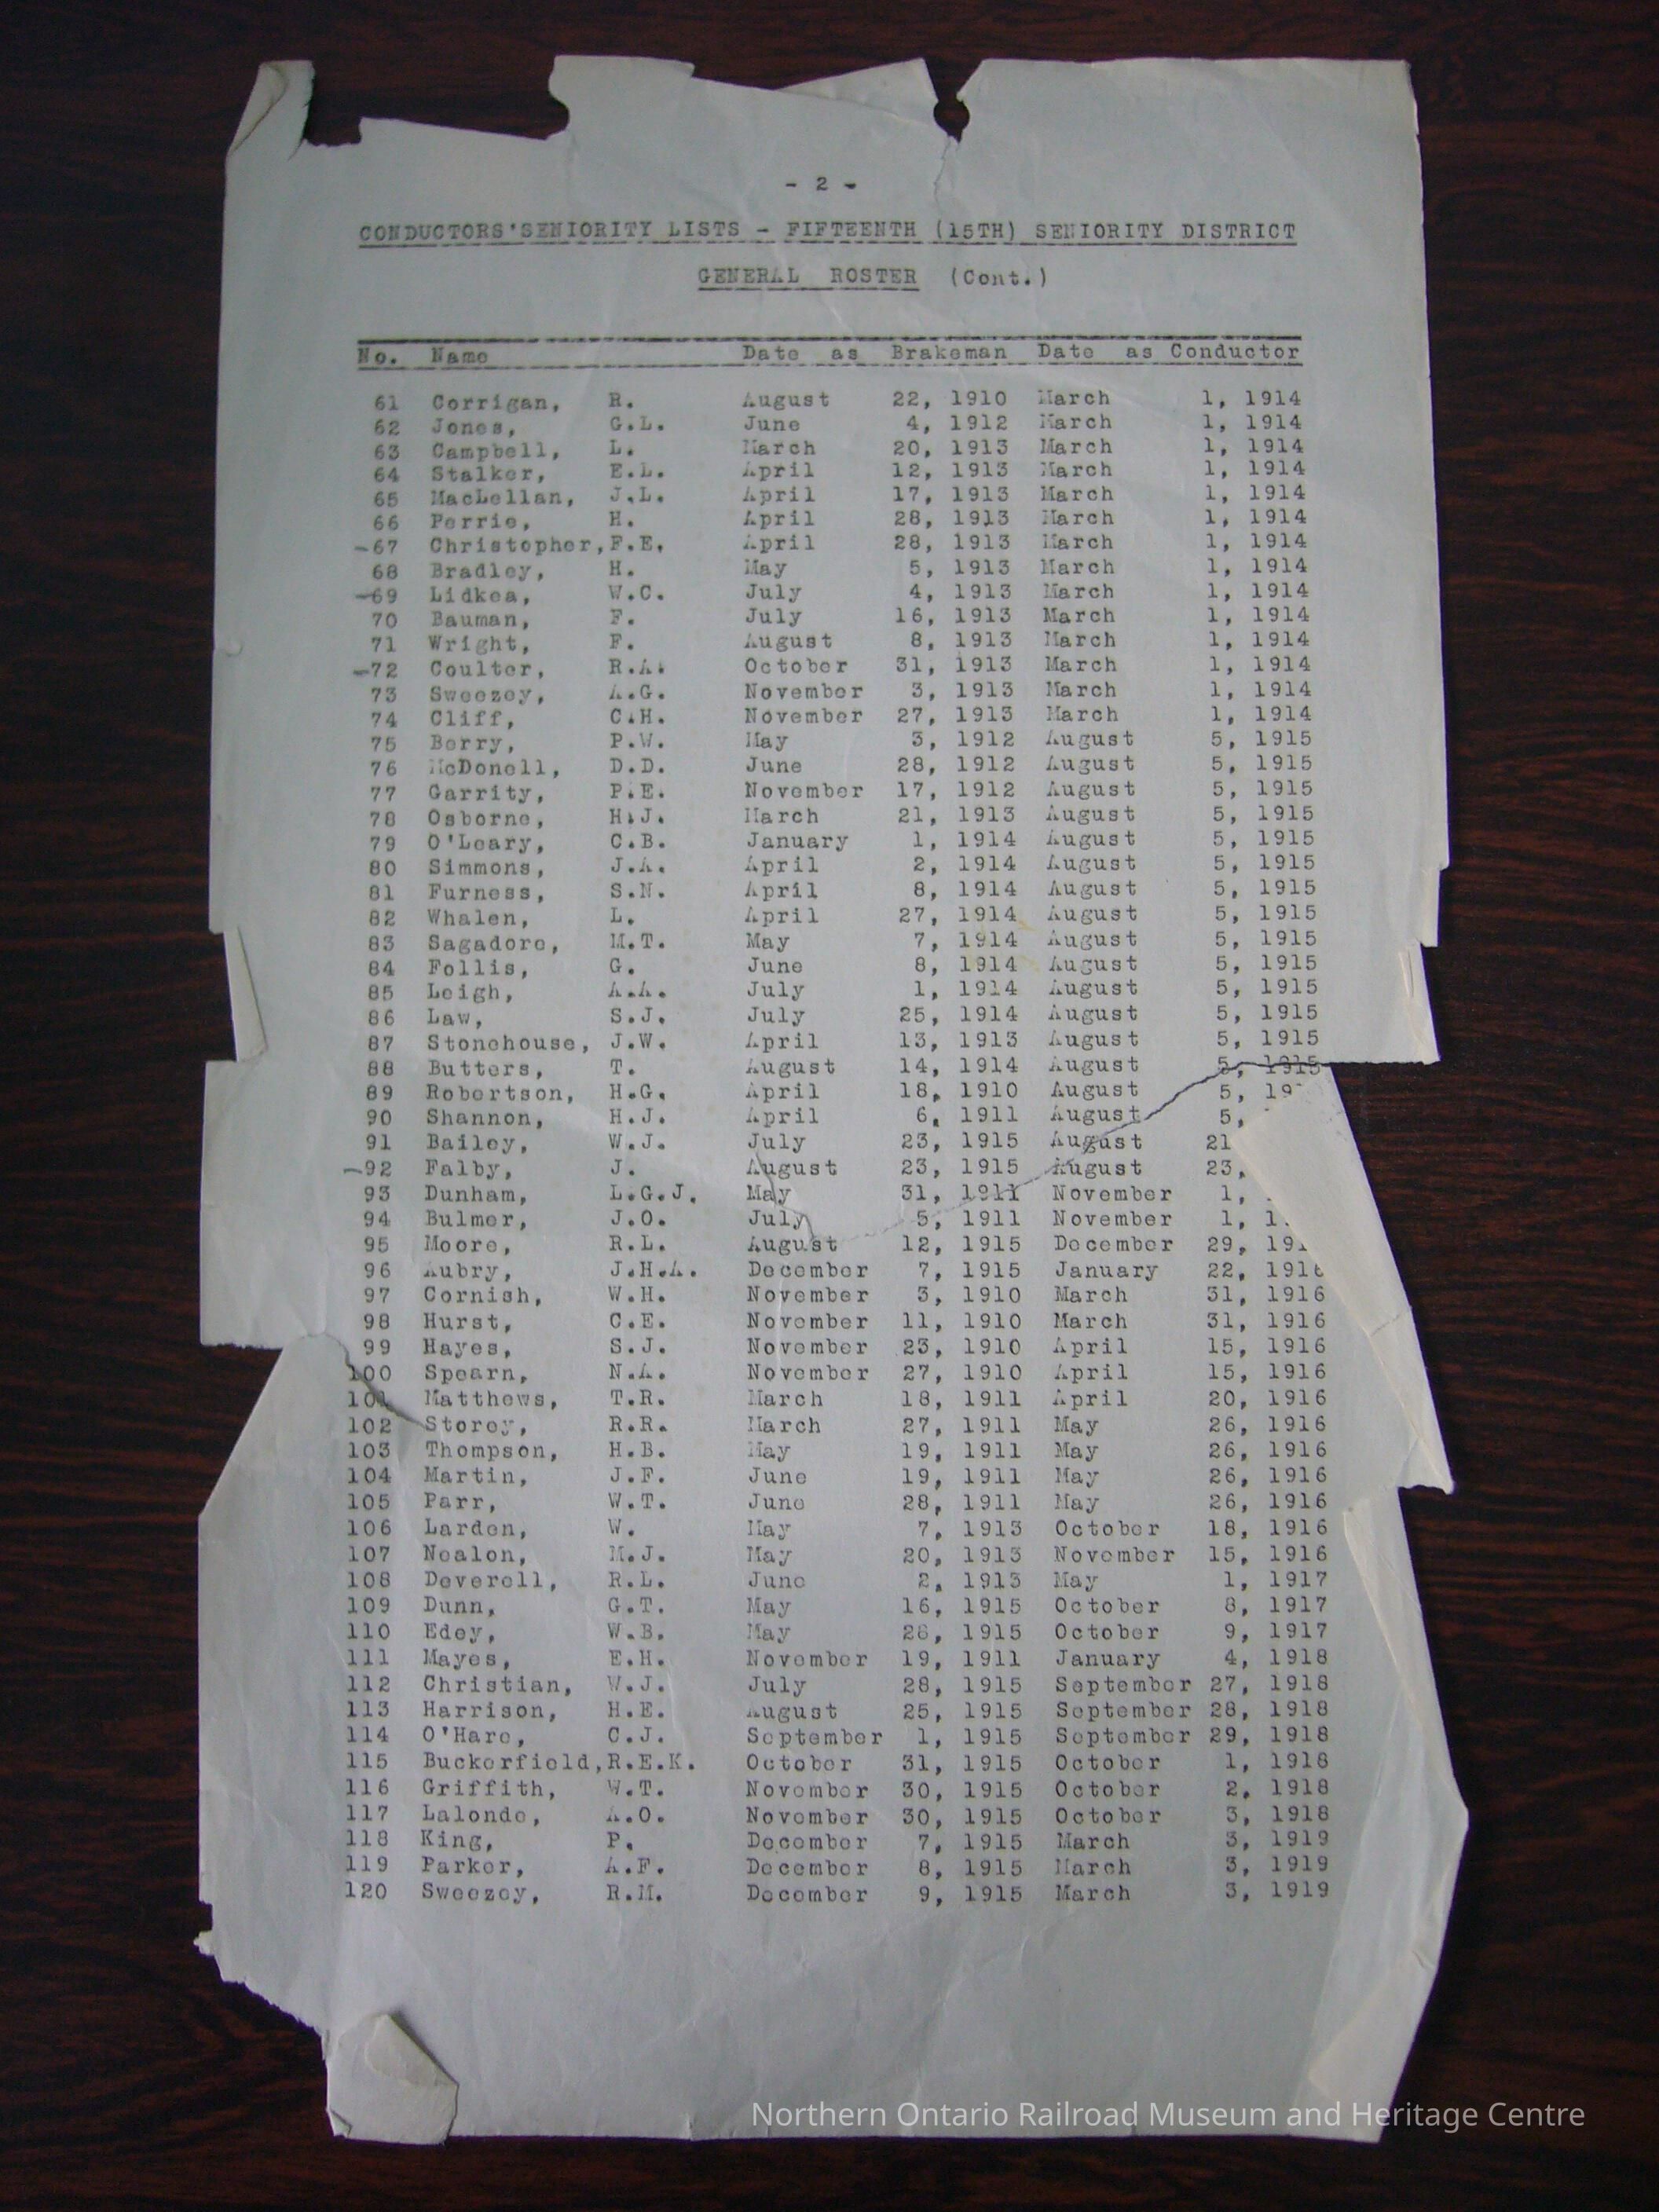 - 2 -
CONDUCTORS'SENIORITY LISTS - FIFTEENTH (15TH) SENIORITY DISTRICT
GENERAL ROSTER (Cont.)
No. Name Date as Brakeman Date as Conductor
61 Corrigan, R. August 22, 1910 March 1, 1914
62 Jones, G.L. June 4, 1912 March 1, 1914
63 Campbell, L. March 20, 1913 March 1, 1914
64 Stalker, E.L. April 12, 1913 March 1, 1914
65 MacLellan, J.L. April 17, 1913 March 1, 1914
66 Perrie, H. April 28, 1913 March 1, 1914
-67 Christopher, F.E. April 28, 1913 March 1, 1914
68 Bradley, H. May 5, 1913 March 1, 1914
-69 Lidkea, W.C. July 4, 1913 March 1, 1914
70 Bauman, F. July 16, 1913 March 1, 1914
71 Wright, F. August 8, 1913 March 1, 1914
-72 Coulter, R.A. October 31, 1913 March 1, 1914
73 Sweezey, A.G. November 3, 1913 March 1, 1914
74 Cliff, C.H. November 27, 1913 March 1, 1914
75 Berry, P.W. May 3, 1912 August 5, 1915
76 McDonell, D.D. June 28, 1912 August 5, 1915
77 Garrity, P.E. November 17, 1912 August 5, 1915
78 Osborne, H.J. March 21, 1913 August 5, 1915
79 O'Leary, C.B. January 1, 1914 August 5, 1915
80 Simmons, J.A. April 2, 1914 August 5, 1915
81 Furness, S.N. April 8, 1914 August 5, 1915
82 Whalen, L. April 27, 1914 August 5, 1915
83 Sagadore, M.T. May 7, 1914 August 5, 1915
84 Follis, G. June 8, 1914 August 5, 1915
85 Leigh, A.A. July 1, 1914 August 5, 1915
86 Law, S.J. July 25, 1914 August 5, 1915
87 Stonehouse, J.W. April 13, 1913 August 5, 1915
88 Butters, T. August 14, 1914 August 5, 1915
89 Robertson, H.G. April 18, 1910 August 5, 19
90 Shannon, H.J. April 6, 1911 August 5,
91 Bailey, W.J. July 23, 1915 August 21
-92 Falby, J. August 23, 1915 August 23,
93 Dunham, L.G.J. May 31, 1911 November 1,
94 Bulmer, J.O. July 5, 1911 November 1, 1
95 Moore, R.L. August 12, 1915 December 29, 191
96 Aubry, J.H.A. December 7, 1915 January 22, 1916
97 Cornish, W.H. November 3, 1910 March 31, 1916
98 Hurst, C.E. November 11, 1910 March 31, 1916
99 Hayes, S.J. November 23, 1910 April 15, 1916
100 Spearn, N.A. November 27, 1910 April 15, 1916
101 Matthews, T.R. March 18, 1911 April 20, 1916
102 Storey, R.R. March 27, 1911 May 26, 1916
103 Thompson, H.B. May 19, 1911 May 26, 1916
104 Martin, J.F. June 19, 1911 May 26, 1916
105 Parr, W.T. June 28, 1911 May 26, 1916
106 Larden, W. May 7, 1913 October 18, 1916
107 Nealon, M.J. May 20, 1913 November 15, 1916
108 Deverell, R.L. June 2, 1913 May 1, 1917
109 Dunn, G.T. May 16, 1915 October 8, 1917
110 Edey, W.B. May 26, 1915 October 9, 1917
111 Mayes, E.H. November 19, 1911 January 4, 1918
112 Christian, W.J. July 28, 1915 September 27, 1918
113 Harrison, H.E. August 25, 1915 September 28, 1918
114 O'Hare, C.J. September 1, 1915 September 29, 1918
115 Buckerfield, R.E.K. October 31, 1915 October 1, 1918
116 Griffith, W.T. November 30, 1915 October 2, 1918
117 Lalonde, A.O. November 30, 1915 October 3, 1918
118 King, P. December 7, 1915 March 3, 1919
119 Parker, A.F. December 8, 1915 March 3, 1919
120 Sweezey, R.M. December 9, 1915 March 3, 1919
Northern Ontario Railroad Museum and Heritage Centre